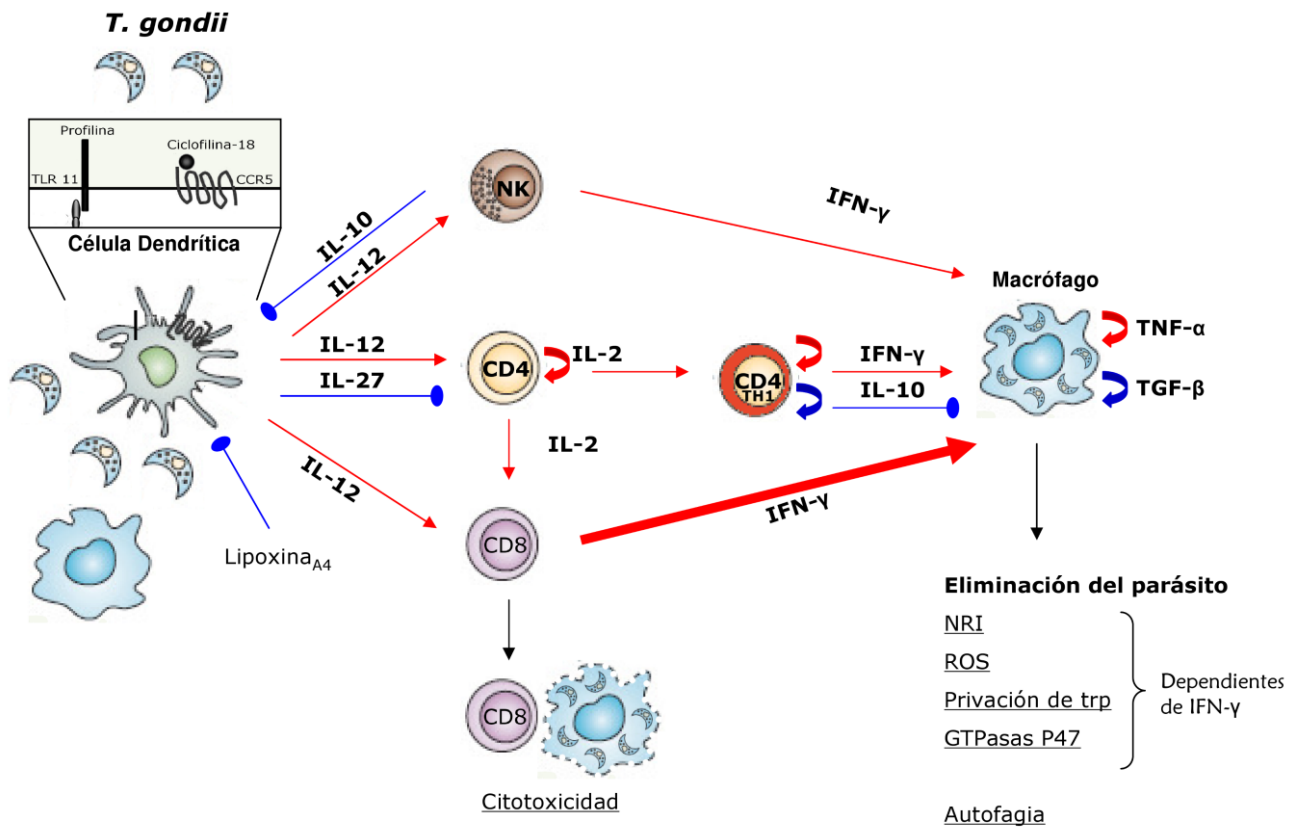 T. gondii
Profilina
Ciclofilina-18
TLR 11
CCR5
Célula Dendrítica
IL-10
IL-12
NK
IFN-γ
Macrófago
IL-12
IL-27
CD4
IL-2
CD4
TH1
IFN-γ
IL-10
TNF-α
TGF-β
IL-2
IL-12
IFN-γ
CD8
Lipoxina A4
CD8
Citotoxicidad
Eliminación del parásito
NRI
ROS
Privación de trp
GTPasas P47
Dependientes
de IFN-γ
Autofagia